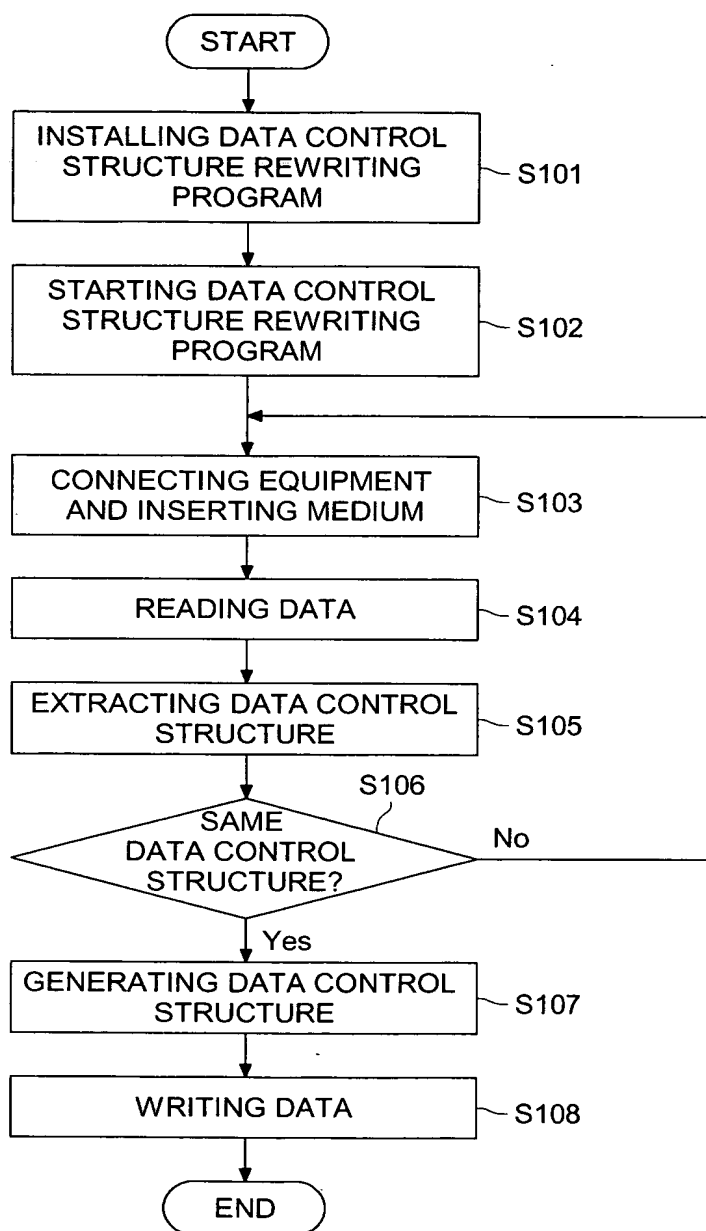 START
INSTALLING DATA CONTROL
STRUCTURE REWRITING
PROGRAM
S101
STARTING DATA CONTROL
STRUCTURE REWRITING
PROGRAM
S102
CONNECTING EQUIPMENT
AND INSERTING MEDIUM
S103
READING DATA
S104
EXTRACTING DATA CONTROL
STRUCTURE
S105
S106
SAME
DATA CONTROL
STRUCTURE?
No
Yes
GENERATING DATA CONTROL
STRUCTURE
S107
WRITING DATA
S108
END